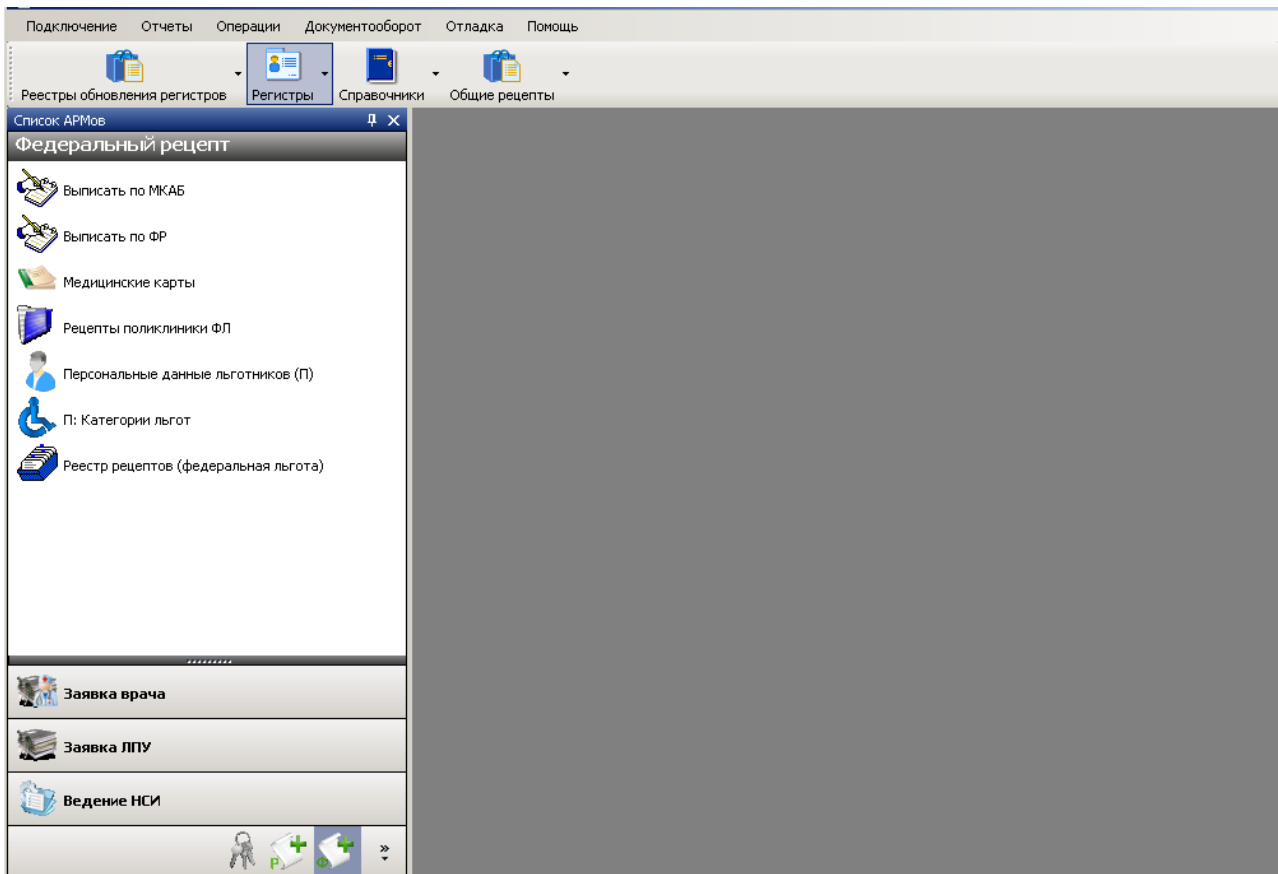 Подключение Отчеты Операции Документооборот Отладка Помощь
Реестры обновления регистров Регистры Справочники Общие рецепты
Список АРМов
Федеральный рецепт
Выписать по МКАБ
Выписать по ФР
Медицинские карты
Рецепты поликлиники ФЛ
Персональные данные льготников (П)
П: Категории льгот
Реестр рецептов (федеральная льгота)
Заявка врача
Заявка ЛПУ
Ведение НСИ
Р Ф »